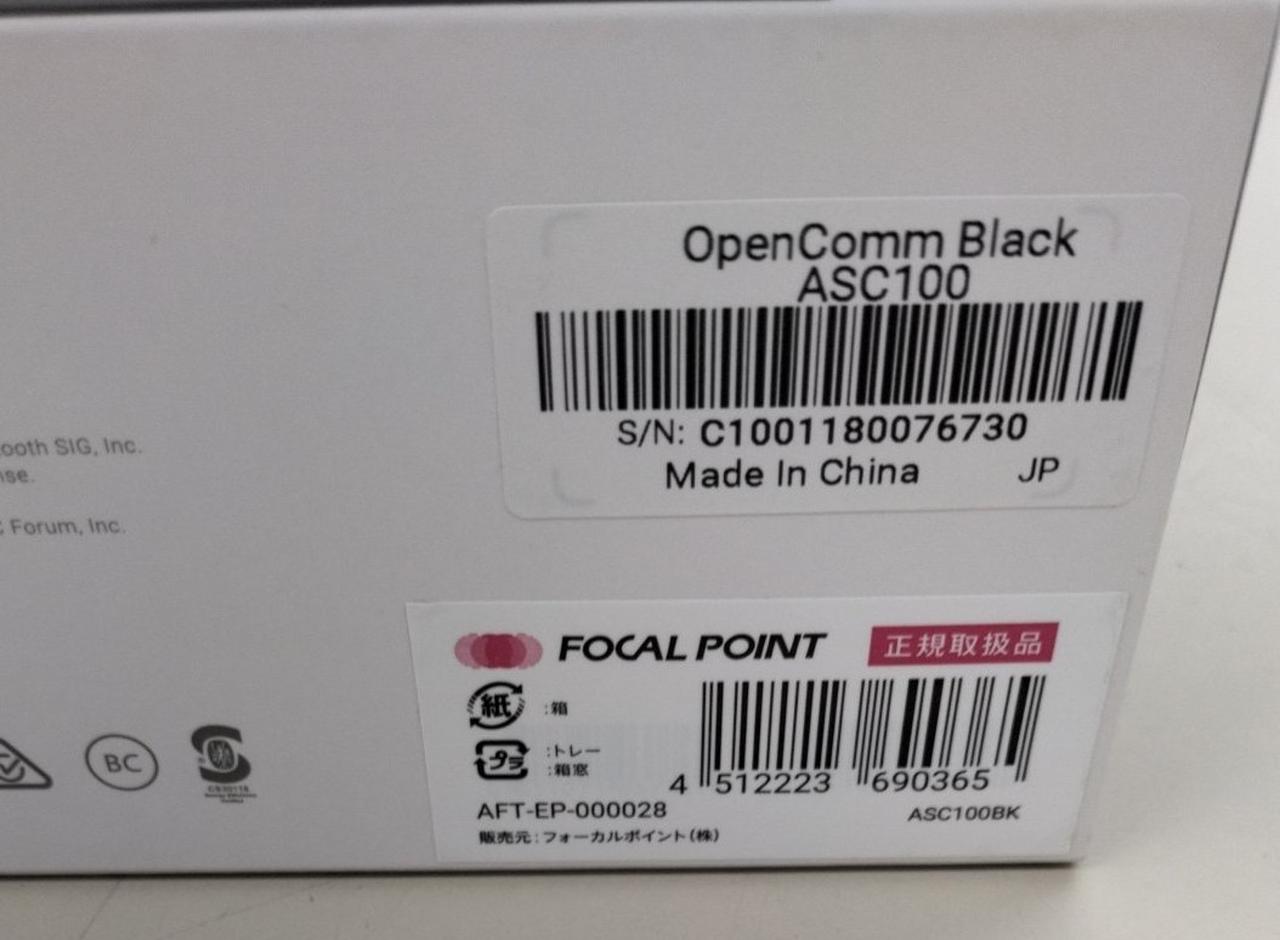 OpenComm Black
ASC100
S/N: C1001180076730
Made In China JP
ooth SIG, Inc.
nse.
Forum, Inc.
FOCAL POINT 正規取扱品
紙 :箱
プラ :トレー
:箱窓
4 512223 690365
AFT-EP-000028 ASC100BK
販売元:フォーカルポイント(株)
BC